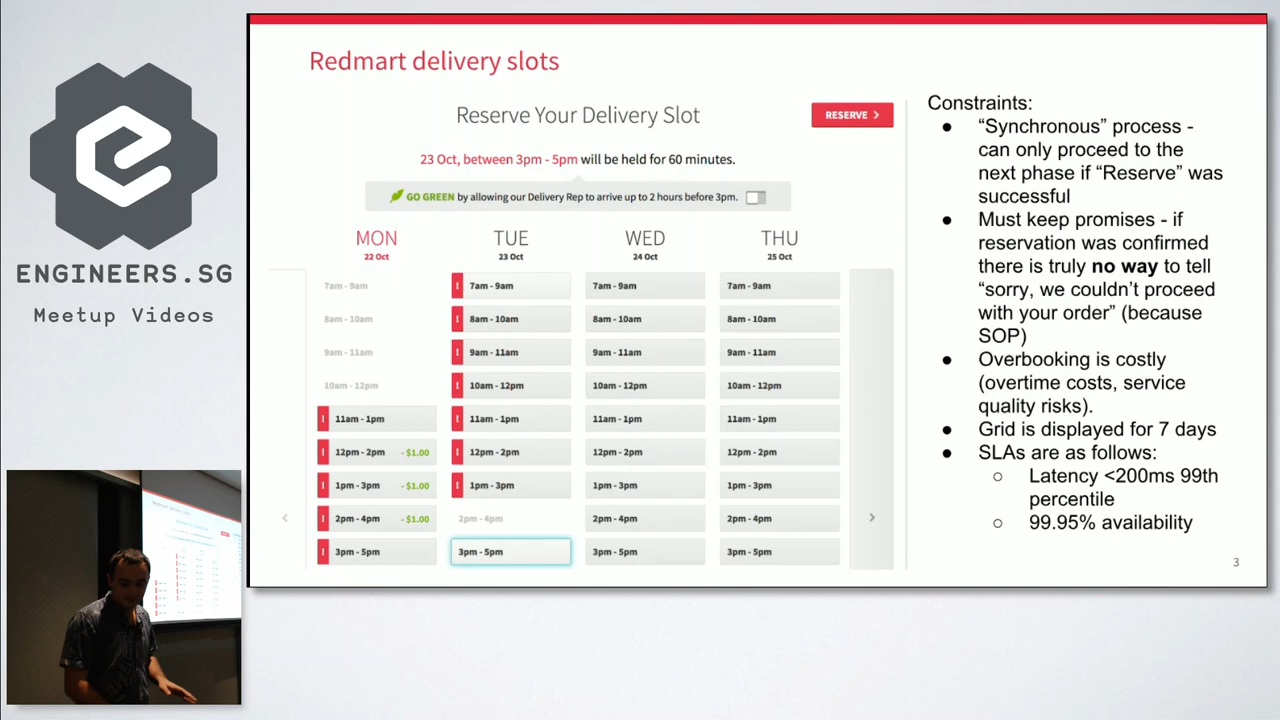 ENGINEERS.SG
Meetup Videos
Redmart delivery slots
Reserve Your Delivery Slot
RESERVE
23 Oct, between 3pm - 5pm will be held for 60 minutes.
GO GREEN by allowing our Delivery Rep to arrive up to 2 hours before 3pm.
MON TUE WED THU
22 Oct 23 Oct 24 Oct 25 Oct
7am - 9am ! 7am - 9am 7am - 9am 7am - 9am
8am - 10am ! 8am - 10am 8am - 10am 8am - 10am
9am - 11am ! 9am - 11am 9am - 11am 9am - 11am
10am - 12pm ! 10am - 12pm 10am - 12pm 10am - 12pm
! 11am - 1pm ! 11am - 1pm 11am - 1pm 11am - 1pm
! 12pm - 2pm - $1.00 ! 12pm - 2pm 12pm - 2pm 12pm - 2pm
! 1pm - 3pm - $1.00 ! 1pm - 3pm 1pm - 3pm 1pm - 3pm
! 2pm - 4pm - $1.00 2pm - 4pm 2pm - 4pm 2pm - 4pm
! 3pm - 5pm 3pm - 5pm 3pm - 5pm 3pm - 5pm
Constraints:
● “Synchronous” process -
can only proceed to the
next phase if “Reserve” was
successful
● Must keep promises - if
reservation was confirmed
there is truly no way to tell
“sorry, we couldn’t proceed
with your order” (because
SOP)
● Overbooking is costly
(overtime costs, service
quality risks).
● Grid is displayed for 7 days
● SLAs are as follows:
○ Latency <200ms 99th
percentile
○ 99.95% availability
3